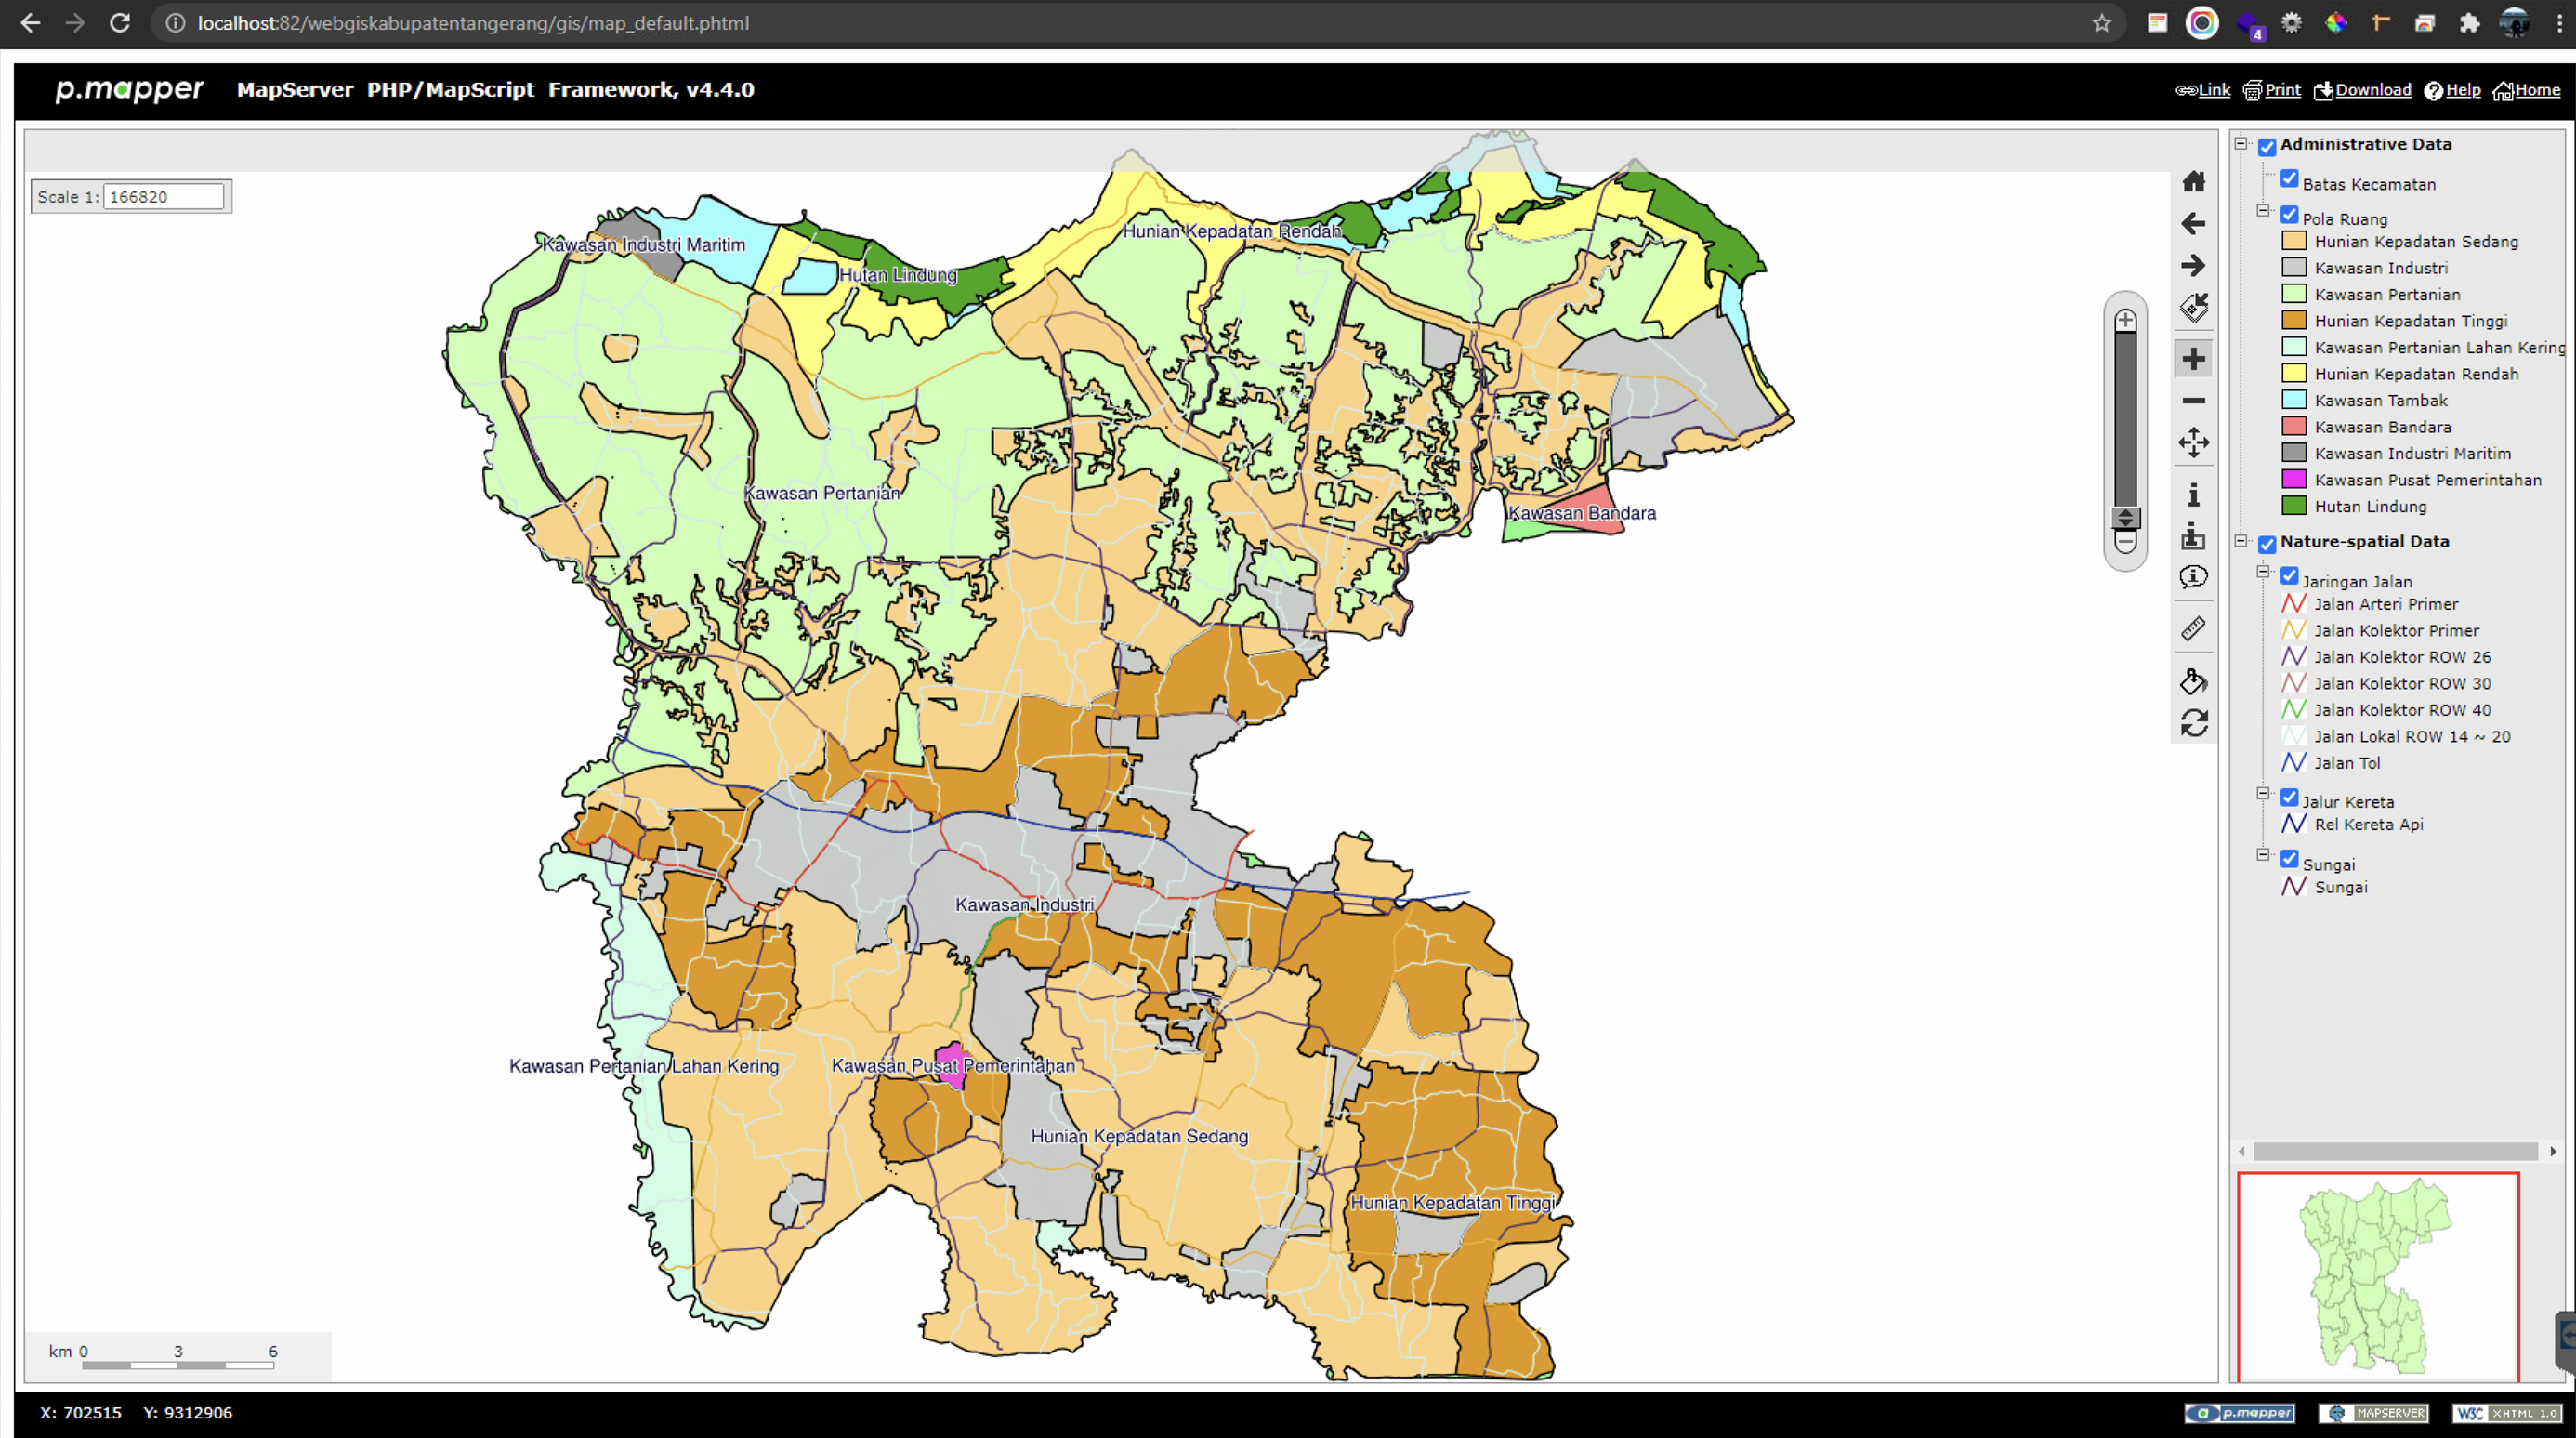 localhost:82/webgiskabupatentangerang/gis/map_default.phtml
4
p.mapper MapServer PHP/MapScript Framework, v4.4.0
Link Print Download Help Home
Scale 1: 166820
Kawasan Industri Maritim
Hunian Kepadatan Rendah
Hutan Lindung
Kawasan Pertanian
Kawasan Bandara
Kawasan Industri
Kawasan Pertanian Lahan Kering
Kawasan Pusat Pemerintahan
Hunian Kepadatan Sedang
Hunian Kepadatan Tinggi
km 0 3 6
Administrative Data
Batas Kecamatan
Pola Ruang
Hunian Kepadatan Sedang
Kawasan Industri
Kawasan Pertanian
Hunian Kepadatan Tinggi
Kawasan Pertanian Lahan Kering
Hunian Kepadatan Rendah
Kawasan Tambak
Kawasan Bandara
Kawasan Industri Maritim
Kawasan Pusat Pemerintahan
Hutan Lindung
Nature-spatial Data
Jaringan Jalan
Jalan Arteri Primer
Jalan Kolektor Primer
Jalan Kolektor ROW 26
Jalan Kolektor ROW 30
Jalan Kolektor ROW 40
Jalan Lokal ROW 14 ~ 20
Jalan Tol
Jalur Kereta
Rel Kereta Api
Sungai
Sungai
X: 702515 Y: 9312906
p.mapper MAPSERVER W3C XHTML 1.0